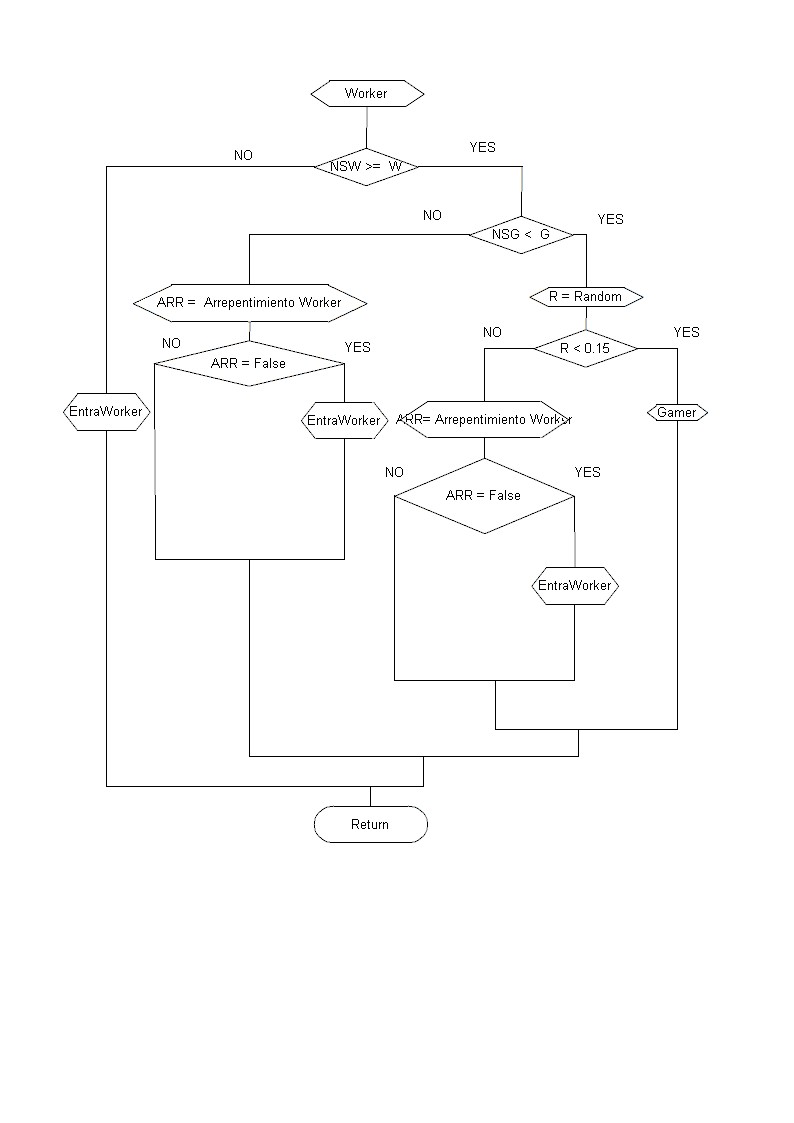 Worker
NO
YES
NSW >= W
NO
YES
NSG < G
ARR = Arrepentimiento Worker
R = Random
NO
YES
NO
YES
ARR = False
R < 0.15
EntraWorker
EntraWorker
ARR= Arrepentimiento Worker
Gamer
NO
YES
ARR = False
EntraWorker
Return